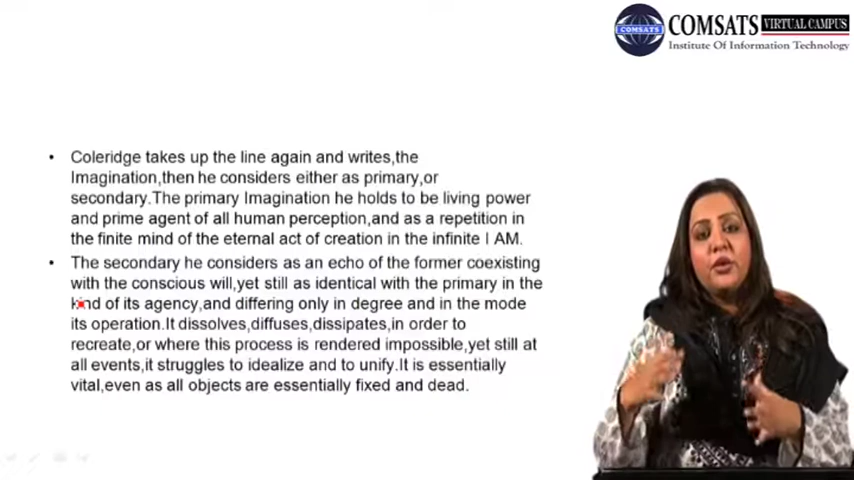 COMSATS VIRTUAL CAMPUS
COMSATS
Institute Of Information Technology
• Coleridge takes up the line again and writes,the
Imagination,then he considers either as primary,or
secondary.The primary Imagination he holds to be living power
and prime agent of all human perception,and as a repetition in
the finite mind of the eternal act of creation in the infinite I AM.
• The secondary he considers as an echo of the former coexisting
with the conscious will,yet still as identical with the primary in the
kind of its agency,and differing only in degree and in the mode
its operation.It dissolves,diffuses,dissipates,in order to
recreate,or where this process is rendered impossible,yet still at
all events,it struggles to idealize and to unify.It is essentially
vital,even as all objects are essentially fixed and dead.